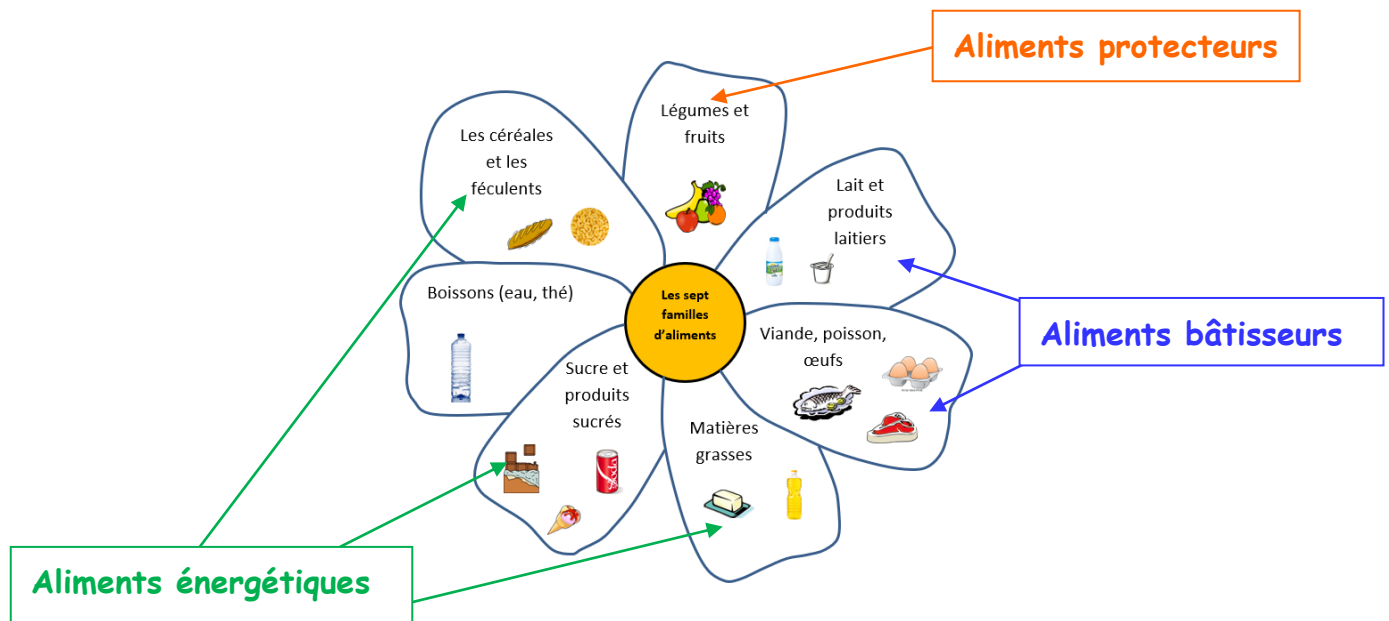 Aliments protecteurs
Légumes et
fruits
Les céréales
et les
féculents
Lait et
produits
laitiers
Boissons (eau, thé)
Les sept
familles
d'aliments
Viande, poisson,
œufs
Aliments bâtisseurs
Sucre et
produits
sucrés
Matières
grasses
Aliments énergétiques